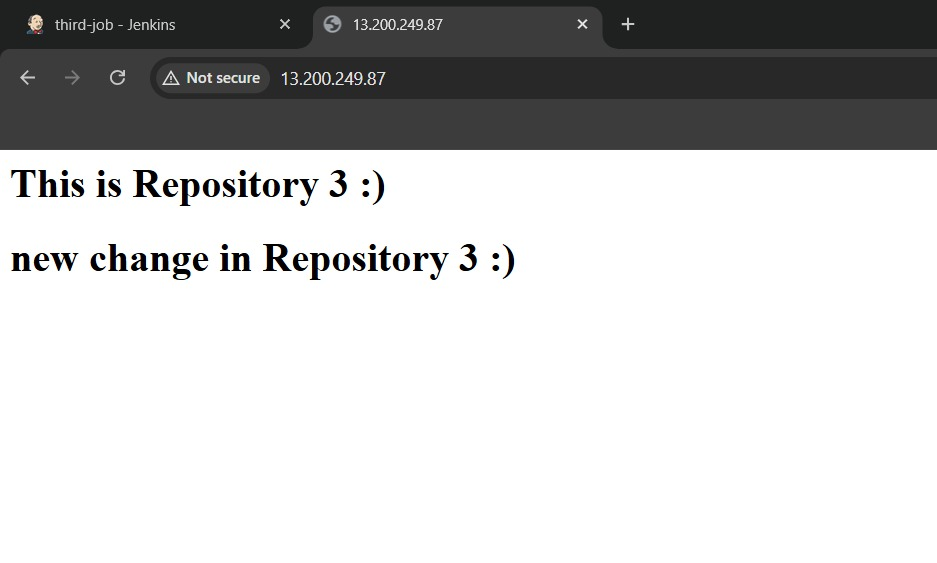 third-job - Jenkins
13.200.249.87
Not secure 13.200.249.87
This is Repository 3 :)
new change in Repository 3 :)